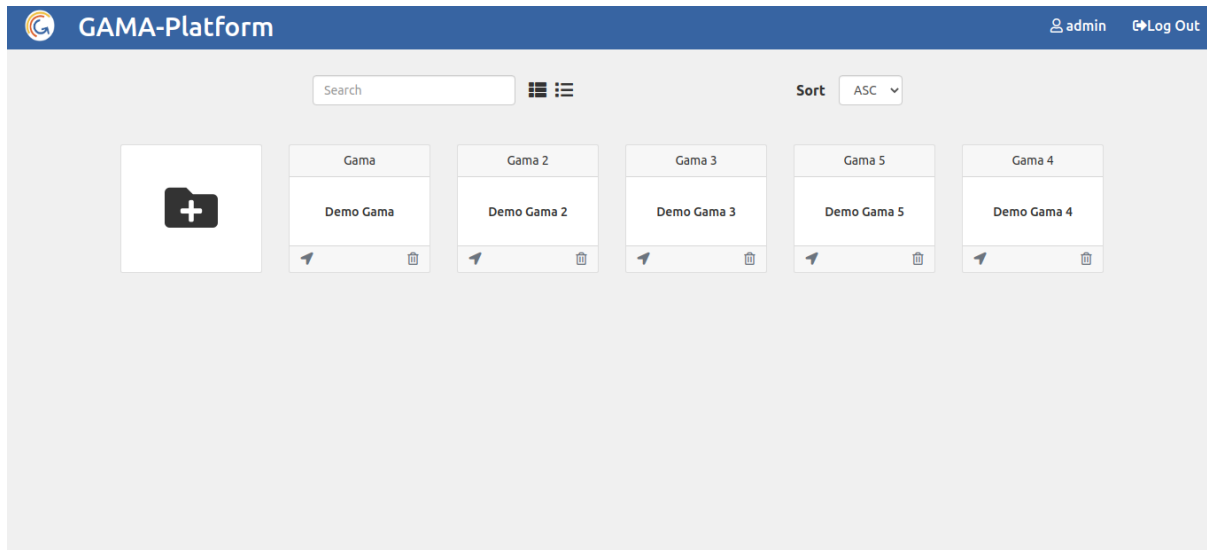 GAMA-Platform admin Log Out
Search Sort ASC
Gama Gama 2 Gama 3 Gama 5 Gama 4
Demo Gama Demo Gama 2 Demo Gama 3 Demo Gama 5 Demo Gama 4